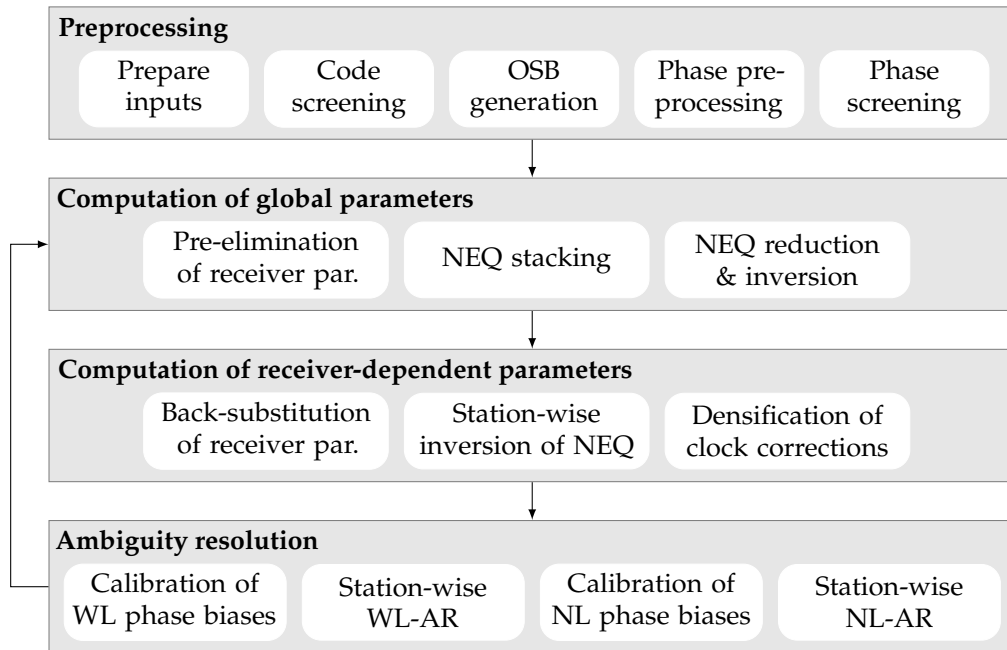 Preprocessing
Prepare
inputs
Code
screening
OSB
generation
Phase pre-
processing
Phase
screening
Computation of global parameters
Pre-elimination
of receiver par.
NEQ stacking
NEQ reduction
& inversion
Computation of receiver-dependent parameters
Back-substitution
of receiver par.
Station-wise
inversion of NEQ
Densification of
clock corrections
Ambiguity resolution
Calibration of
WL phase biases
Station-wise
WL-AR
Calibration of
NL phase biases
Station-wise
NL-AR